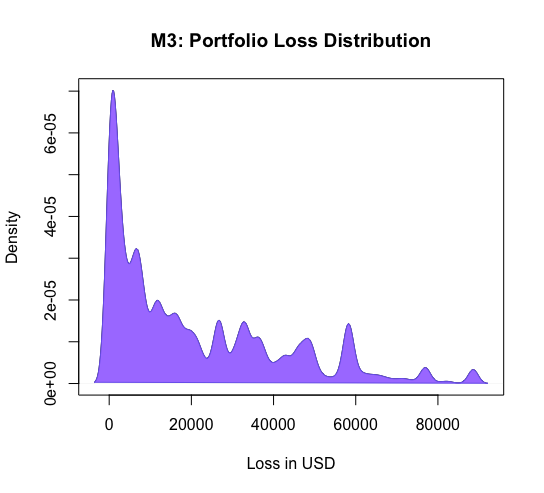 M3: Portfolio Loss Distribution
Density
6e-05
4e-05
2e-05
0e+00
0 20000 40000 60000 80000
Loss in USD